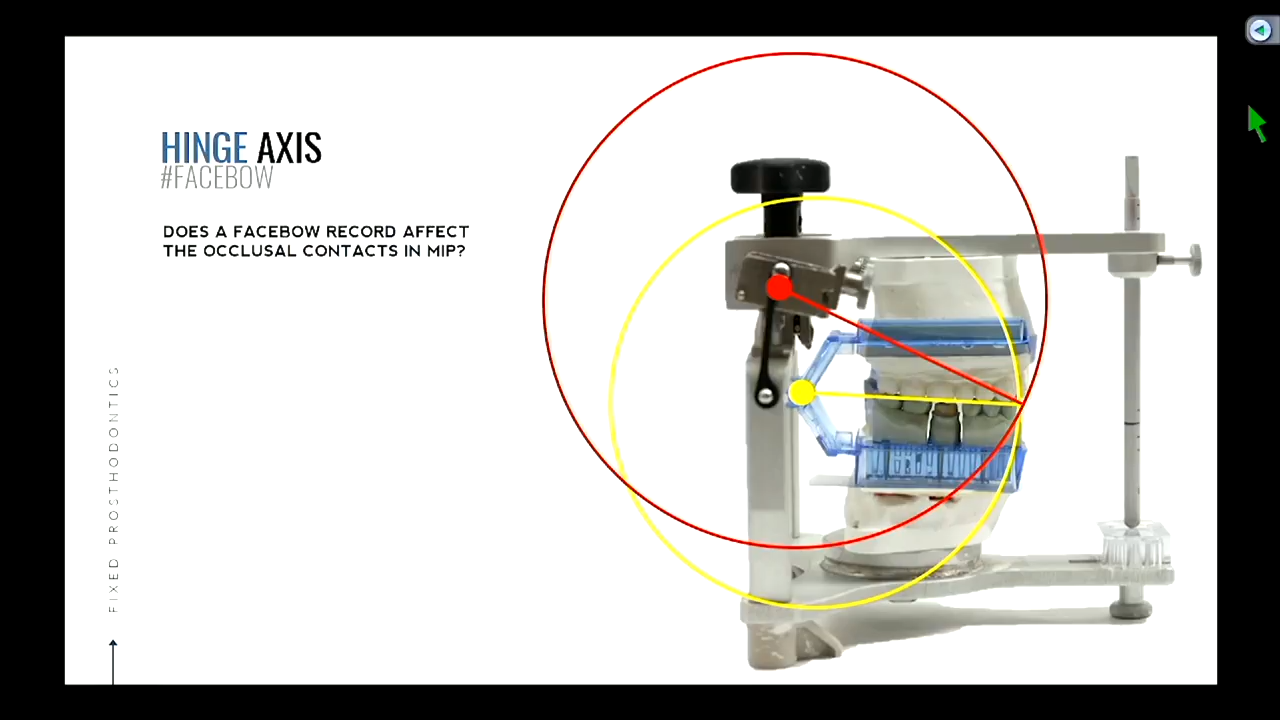 HINGE AXIS
#FACEBOW
DOES A FACEBOW RECORD AFFECT
THE OCCLUSAL CONTACTS IN MIP?
FIXED PROSTHODONTICS